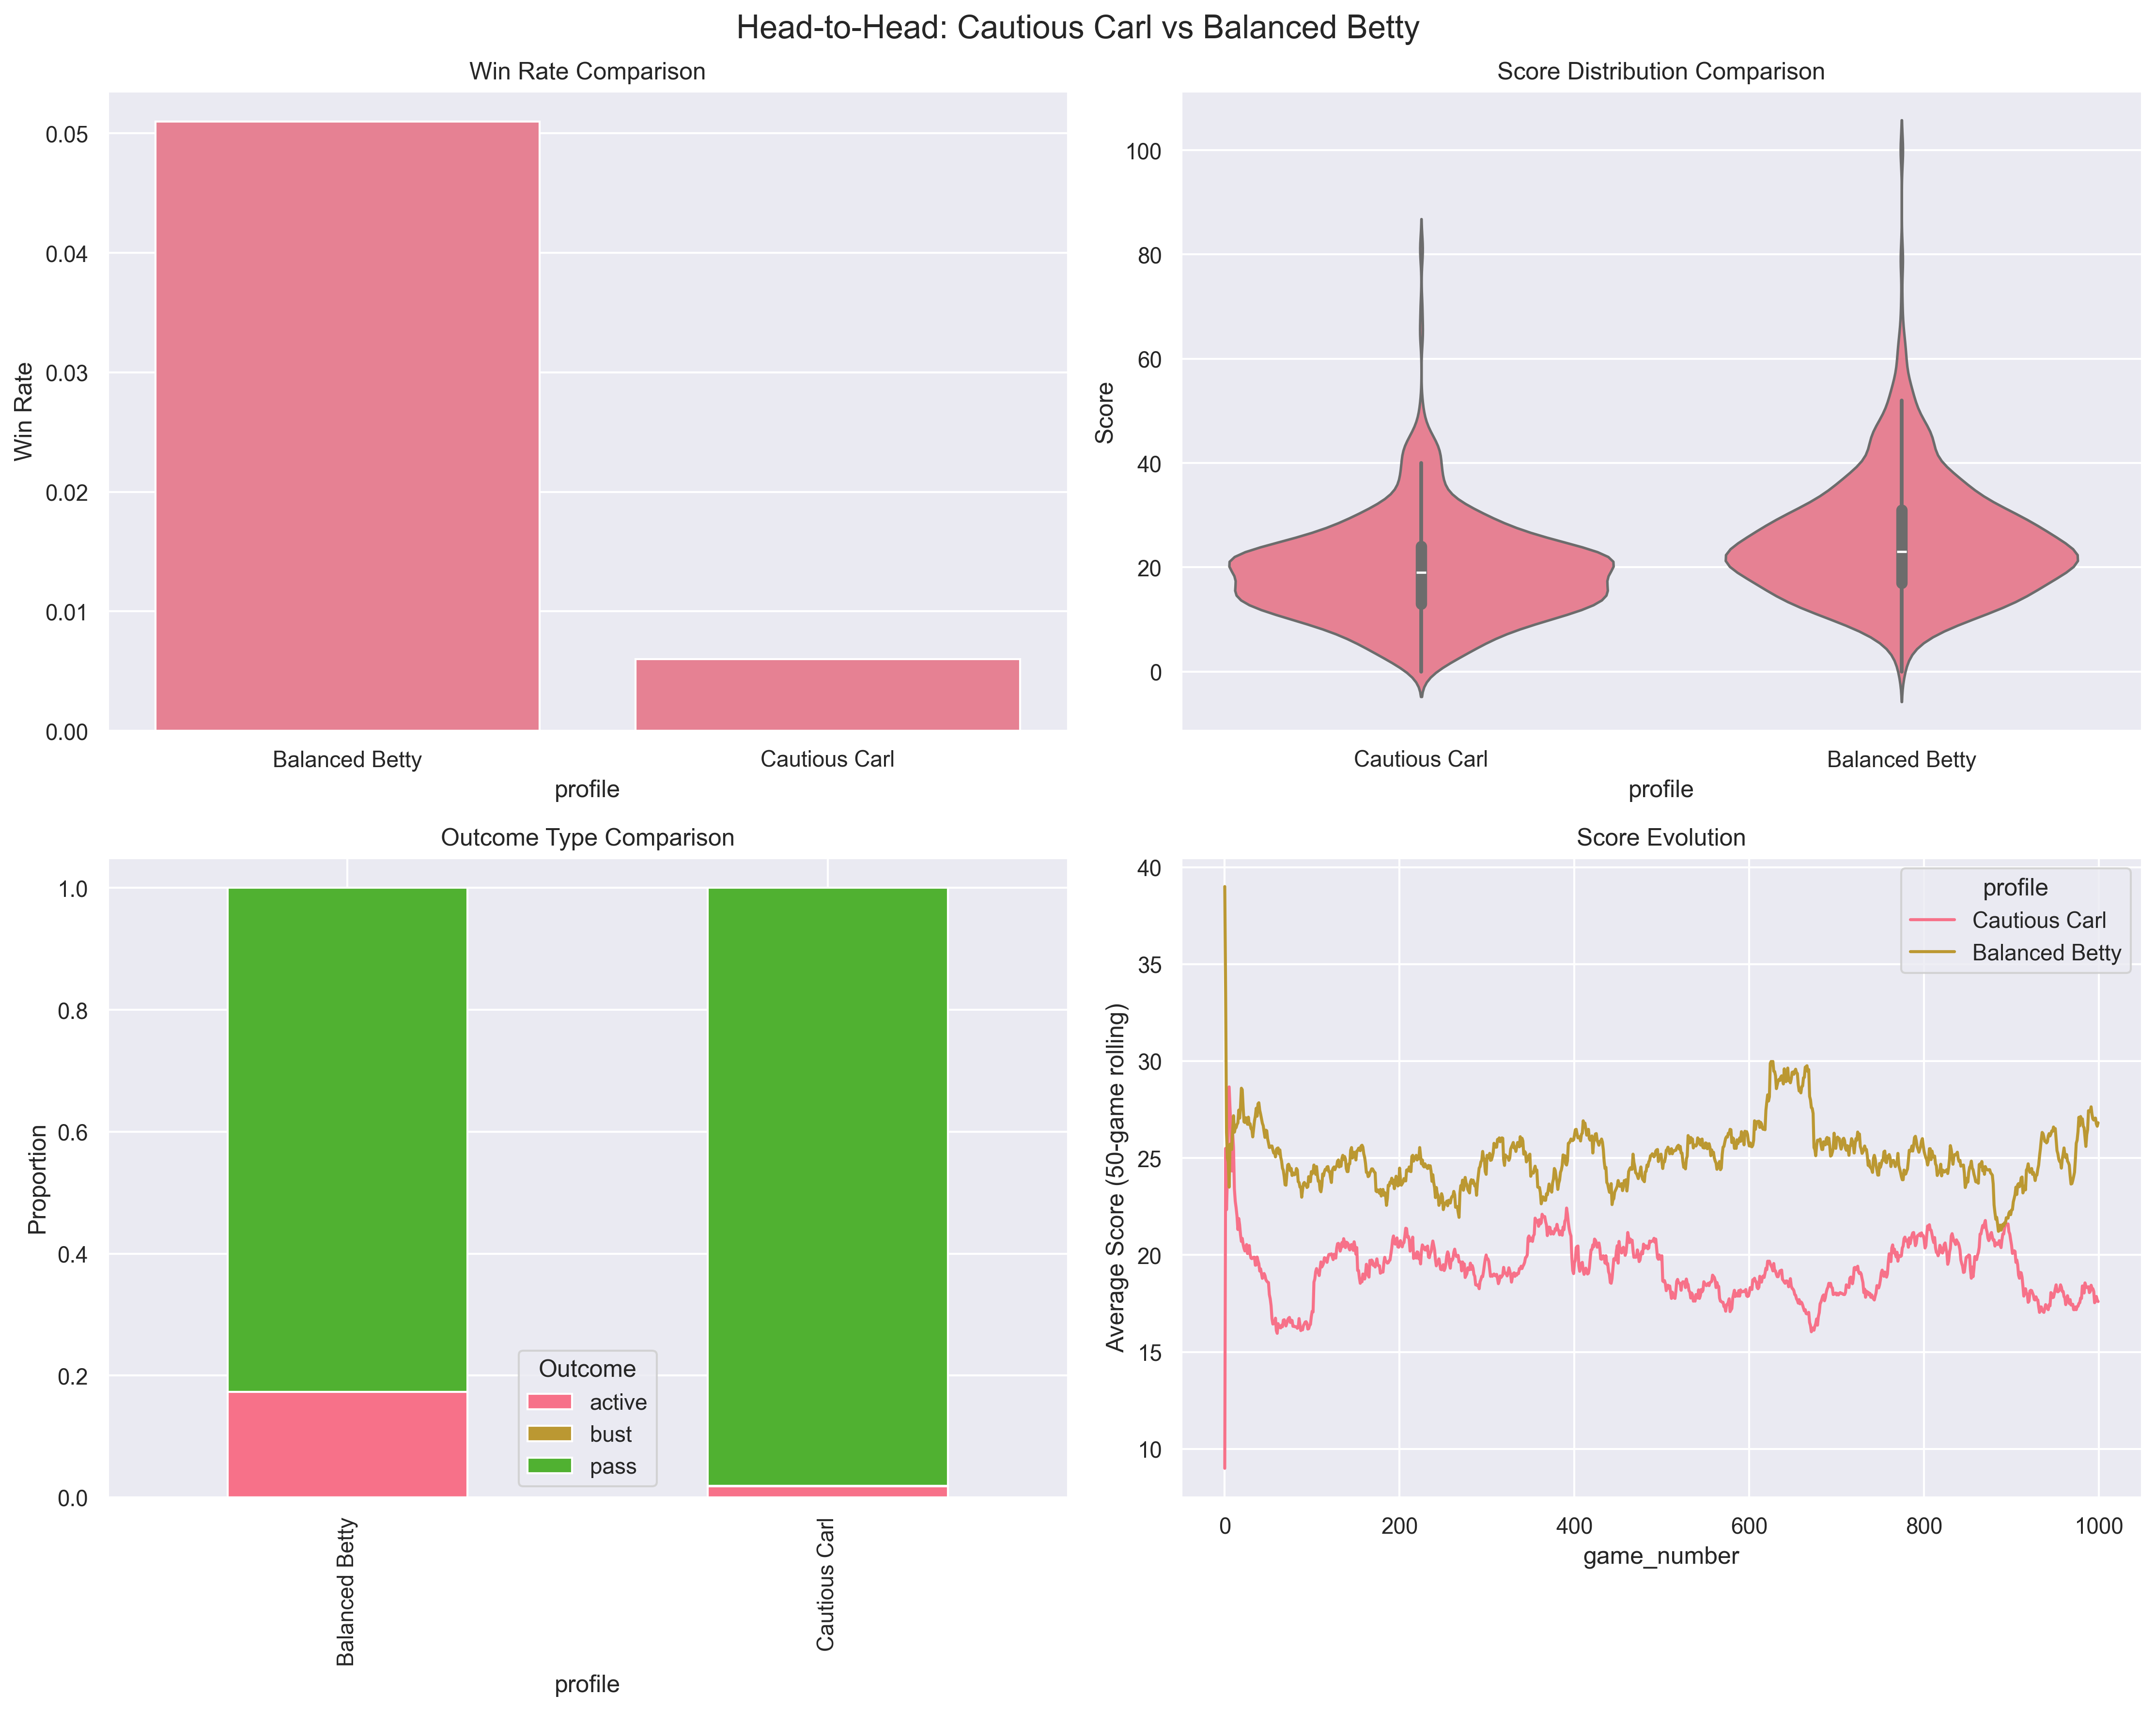 Head-to-Head: Cautious Carl vs Balanced Betty
Win Rate Comparison
Win Rate
0.05
0.04
0.03
0.02
0.01
0.00
Balanced Betty
Cautious Carl
profile
Score Distribution Comparison
Score
100
80
60
40
20
0
Cautious Carl
Balanced Betty
profile
Outcome Type Comparison
Proportion
1.0
0.8
0.6
0.4
0.2
0.0
Outcome
active
bust
pass
Balanced Betty
Cautious Carl
profile
Score Evolution
Average Score (50-game rolling)
40
35
30
25
20
15
10
profile
Cautious Carl
Balanced Betty
0
200
400
600
800
1000
game_number